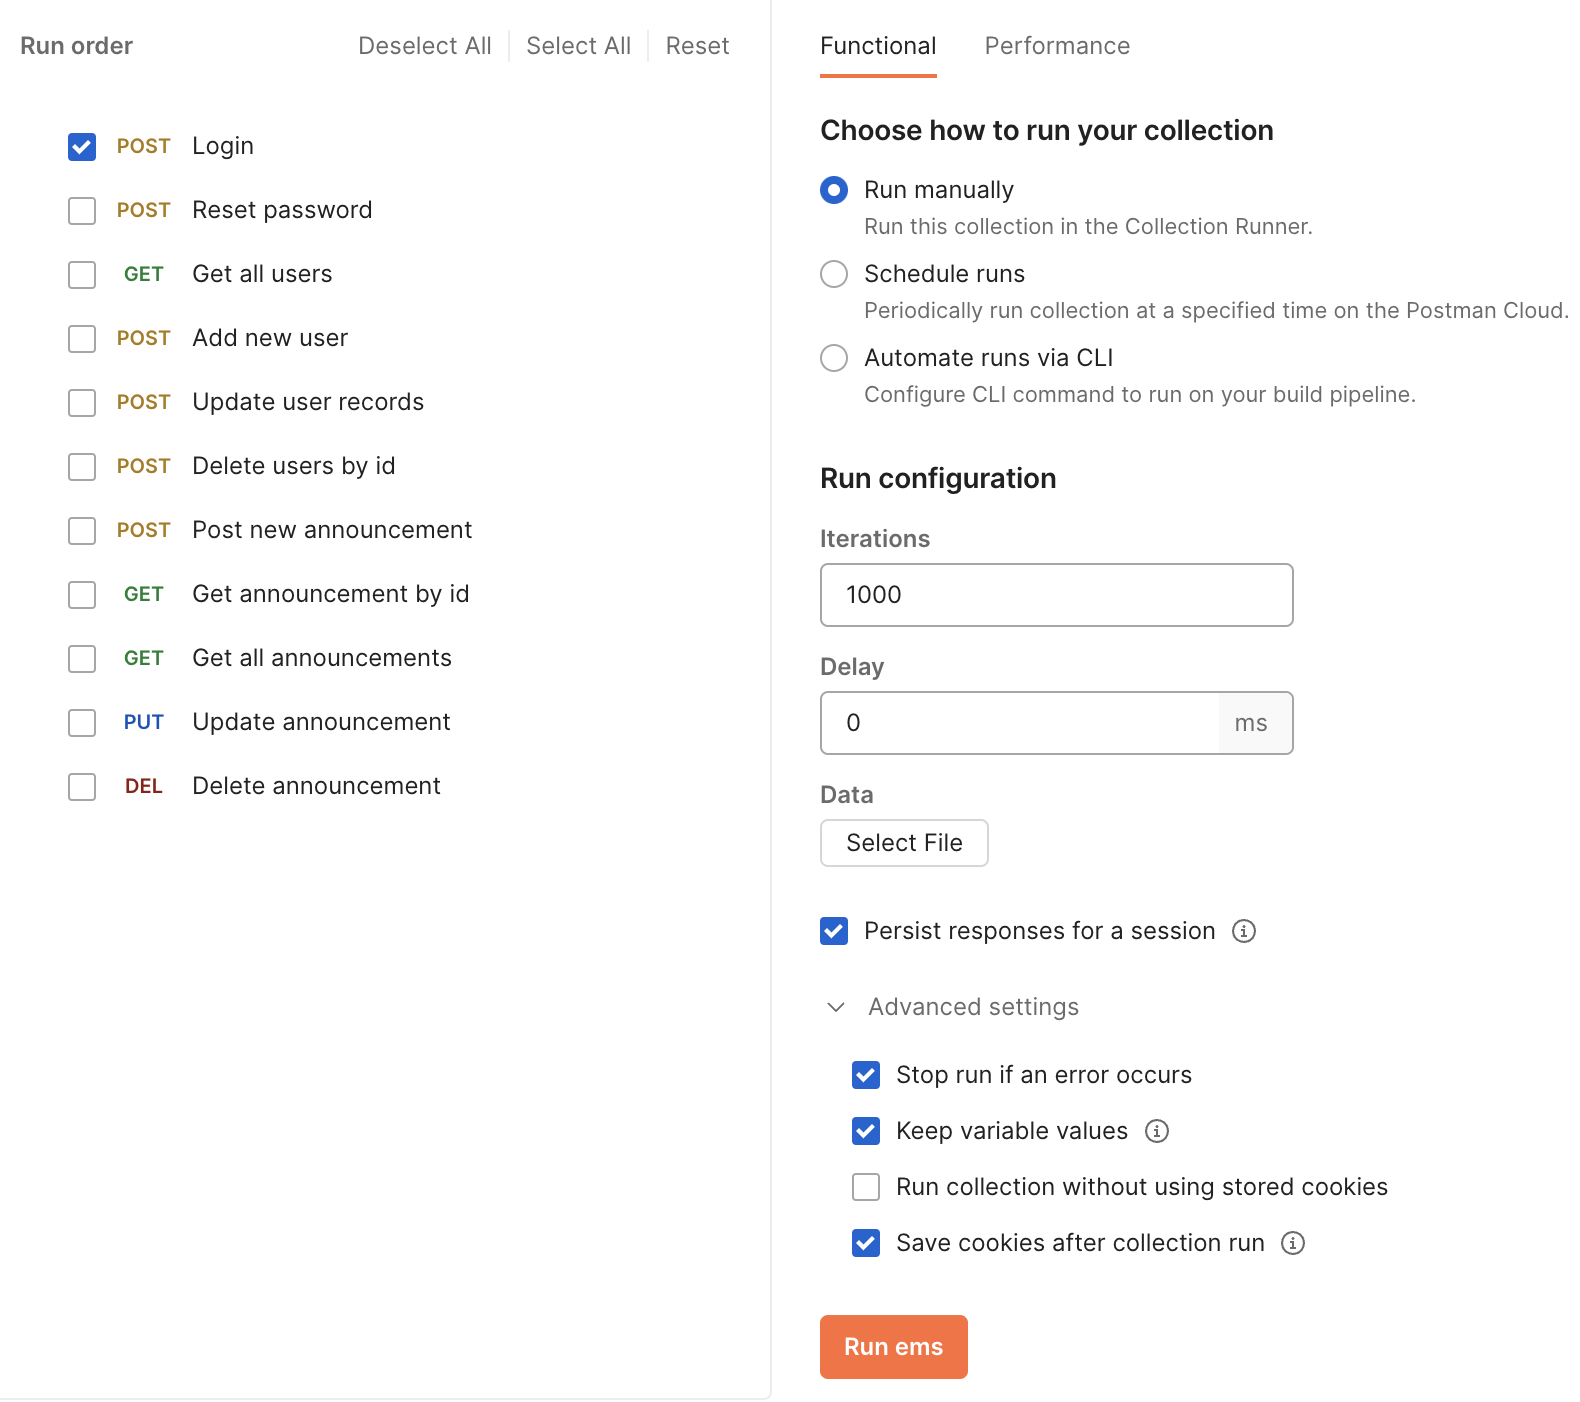 Run order
Deselect All
Select All
Reset
POST Login
POST Reset password
GET Get all users
POST Add new user
POST Update user records
POST Delete users by id
POST Post new announcement
GET Get announcement by id
GET Get all announcements
PUT Update announcement
DEL Delete announcement
Functional
Performance
Choose how to run your collection
Run manually
Run this collection in the Collection Runner.
Schedule runs
Periodically run collection at a specified time on the Postman Cloud.
Automate runs via CLI
Configure CLI command to run on your build pipeline.
Run configuration
Iterations
1000
Delay
0 ms
Data
Select File
Persist responses for a session
Advanced settings
Stop run if an error occurs
Keep variable values
Run collection without using stored cookies
Save cookies after collection run
Run ems